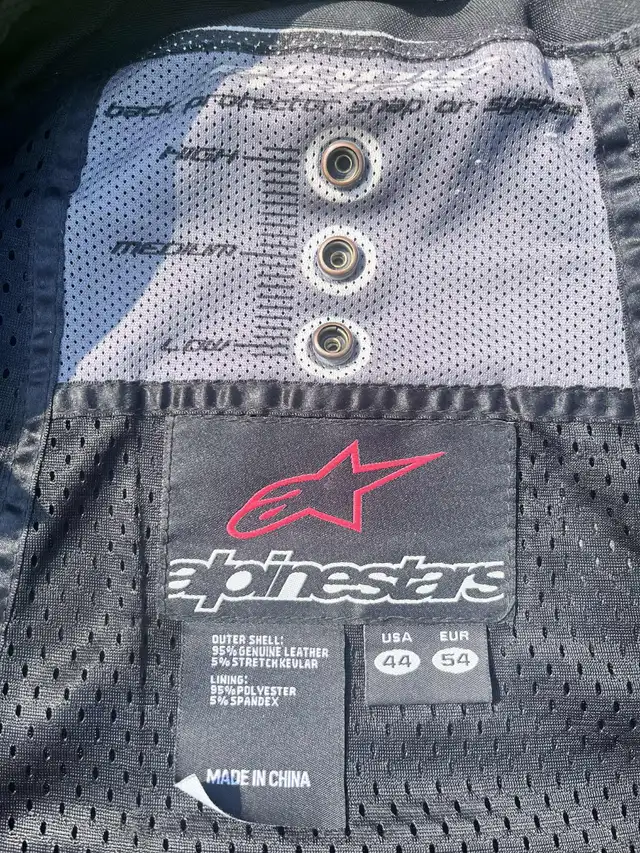 back protector snap on system
HIGH
MEDIUM
LOW
alpinestars
OUTER SHELL:
95% GENUINE LEATHER
5% STRETCH KEVLAR
LINING:
95% POLYESTER
5% SPANDEX
MADE IN CHINA
USA EUR
44 54